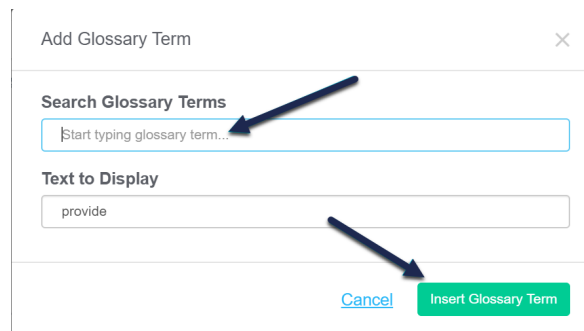 Add Glossary Term
Search Glossary Terms
Start typing glossary term...
Text to Display
provide
Cancel
Insert Glossary Term